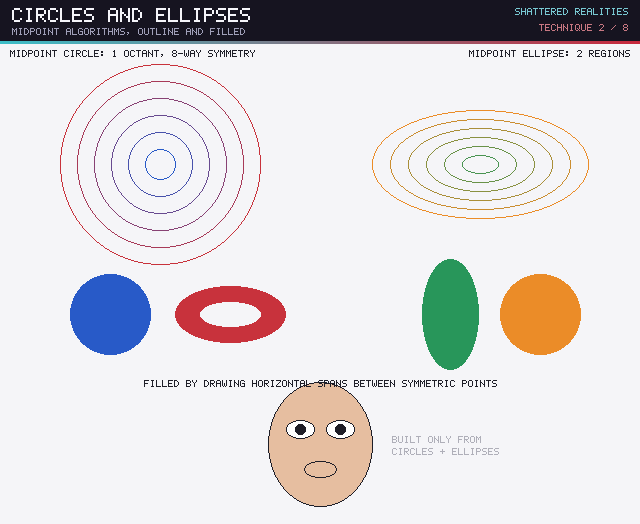 CIRCLES AND ELLIPSES
MIDPOINT ALGORITHMS, OUTLINE AND FILLED
SHATTERED REALITIES
TECHNIQUE 2 / 8
MIDPOINT CIRCLE: 1 OCTANT, 8-WAY SYMMETRY
MIDPOINT ELLIPSE: 2 REGIONS
FILLED BY DRAWING HORIZONTAL SPANS BETWEEN SYMMETRIC POINTS
BUILT ONLY FROM
CIRCLES + ELLIPSES